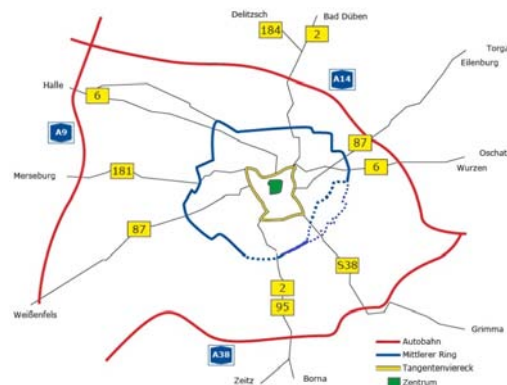 Delitzsch
Bad Düben
184
2
Torga
Eilenburg
Halle
A14
6
A9
87
Oschat
6
Wurzen
Merseburg
181
87
S38
2
95
Weißenfels
Grimma
A38
Zeitz
Borna
Autobahn
Mittlerer Ring
Tangentenviereck
Zentrum